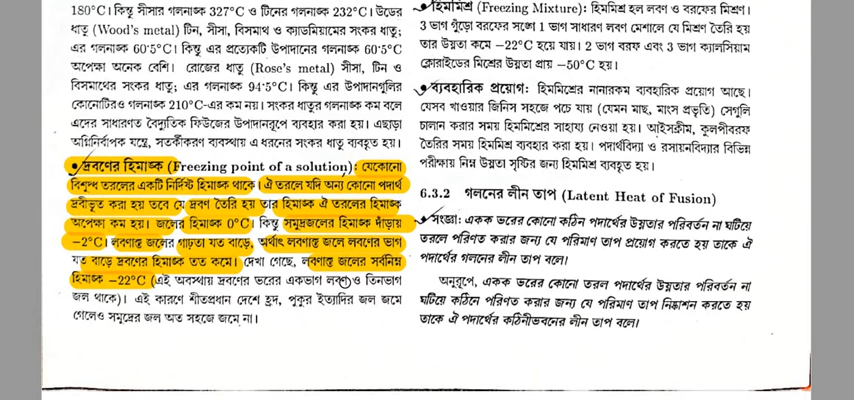 180°C। কিন্তু সীসার গলনাঙ্ক 327°C ও টিনের গলনাঙ্ক 232°C। উডের
ধাতু (Wood's metal) টিন, সীসা, বিসমাথ ও ক্যাডমিয়ামের সংকর ধাতু;
এর গলনাঙ্ক 60·5°C। কিন্তু এর প্রত্যেকটি উপাদানের গলনাঙ্ক 60·5°C
অপেক্ষা অনেক বেশি। রোজের ধাতু (Rose's metal) সীসা, টিন ও
বিসমাথের সংকর ধাতু; এর গলনাঙ্ক 94·5°C। কিন্তু এর উপাদানগুলির
কোনোটিরও গলনাঙ্ক 210°C-এর কম নয়। সংকর ধাতুর গলনাঙ্ক কম বলে
এদের সাধারণত বৈদ্যুতিক ফিউজের উপাদানরূপে ব্যবহার করা হয়। এছাড়া
অগ্নিনির্বাপক যন্ত্রে, সতর্কীকরণ ব্যবস্থায় এ ধরনের সংকর ধাতু ব্যবহৃত হয়।
• দ্রবণের হিমাঙ্ক (Freezing point of a solution): যেকোনো
বিশুদ্ধ তরলের একটি নির্দিষ্ট হিমাঙ্ক থাকে। ঐ তরলে যদি অন্য কোনো পদার্থ
দ্রবীভূত করা হয় তবে যে দ্রবণ তৈরি হয় তার হিমাঙ্ক ঐ তরলের হিমাঙ্ক
অপেক্ষা কম হয়। জলের হিমাঙ্ক 0°C। কিন্তু সমুদ্রজলের হিমাঙ্ক দাঁড়ায়
−2°C। লবণাক্ত জলের গাঢ়তা যত বাড়ে, অর্থাৎ লবণাক্ত জলে লবণের ভাগ
যত বাড়ে দ্রবণের হিমাঙ্ক তত কমে। দেখা গেছে, লবণাক্ত জলের সর্বনিম্ন
হিমাঙ্ক −22°C (এই অবস্থায় দ্রবণের ভরের একভাগ লবণ ও তিনভাগ
জল থাকে)। এই কারণে শীতপ্রধান দেশে হ্রদ, পুকুর ইত্যাদির জল জমে
গেলেও সমুদ্রের জল অত সহজে জমে না।
হিমমিশ্র (Freezing Mixture): হিমমিশ্র হল লবণ ও বরফের মিশ্রণ।
3 ভাগ গুঁড়ো বরফের সঙ্গে 1 ভাগ সাধারণ লবণ মেশালে যে মিশ্রণ তৈরি হয়
তার উষ্ণতা কমে −22°C হয়ে যায়। 2 ভাগ বরফ এবং 3 ভাগ ক্যালসিয়াম
ক্লোরাইডের মিশ্রের উষ্ণতা প্রায় −50°C হয়।
• ব্যবহারিক প্রয়োগ: হিমমিশ্রের নানারকম ব্যবহারিক প্রয়োগ আছে।
যেসব খাওয়ার জিনিস সহজে পচে যায় (যেমন মাছ, মাংস প্রভৃতি) সেগুলি
চালান করার সময় হিমমিশ্রের সাহায্য নেওয়া হয়। আইসক্রীম, কুলপীবরফ
তৈরির সময় হিমমিশ্র ব্যবহার করা হয়। পদার্থবিদ্যা ও রসায়নবিদ্যার বিভিন্ন
পরীক্ষায় নিম্ন উষ্ণতা সৃষ্টির জন্য হিমমিশ্র ব্যবহৃত হয়।
6.3.2 গলনের লীন তাপ (Latent Heat of Fusion)
• সংজ্ঞা: একক ভরের কোনো কঠিন পদার্থের উষ্ণতার পরিবর্তন না ঘটিয়ে
তরলে পরিণত করার জন্য যে পরিমাণ তাপ প্রয়োগ করতে হয় তাকে ঐ
পদার্থের গলনের লীন তাপ বলে।
অনুরূপে, একক ভরের কোনো তরল পদার্থের উষ্ণতার পরিবর্তন না
ঘটিয়ে কঠিনে পরিণত করার জন্য যে পরিমাণ তাপ নিষ্কাশন করতে হয়
তাকে ঐ পদার্থের কঠিনীভবনের লীন তাপ বলে।